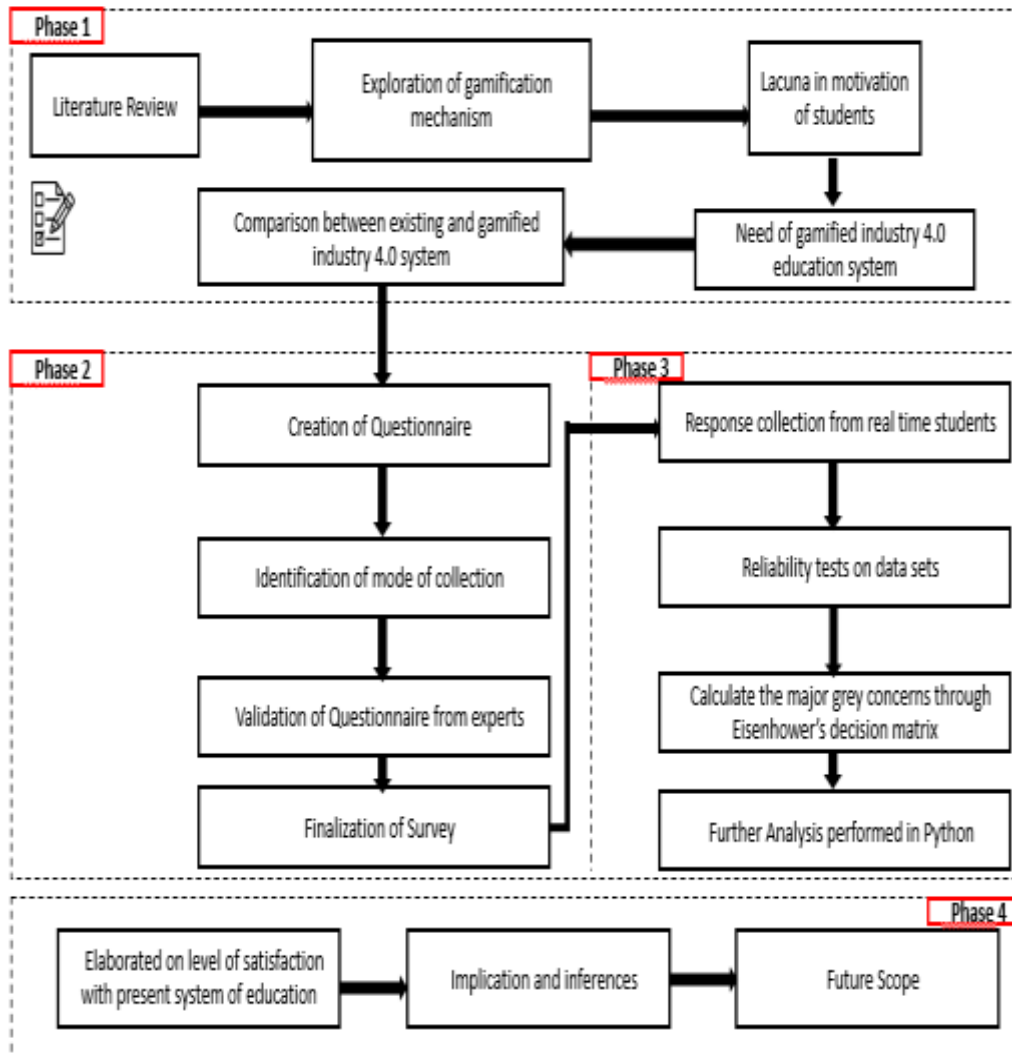 Phase 1
Literature Review
Exploration of gamification
mechanism
Lacuna in motivation
of students
Need of gamified industry 4.0
education system
Comparison between existing and gamified
industry 4.0 system
Phase 2
Creation of Questionnaire
Identification of mode of collection
Validation of Questionnaire from experts
Finalization of Survey
Phase 3
Response collection from real time students
Reliability tests on data sets
Calculate the major grey concerns through
Eisenhower's decision matrix
Further Analysis performed in Python
Phase 4
Elaborated on level of satisfaction
with present system of education
Implication and inferences
Future Scope